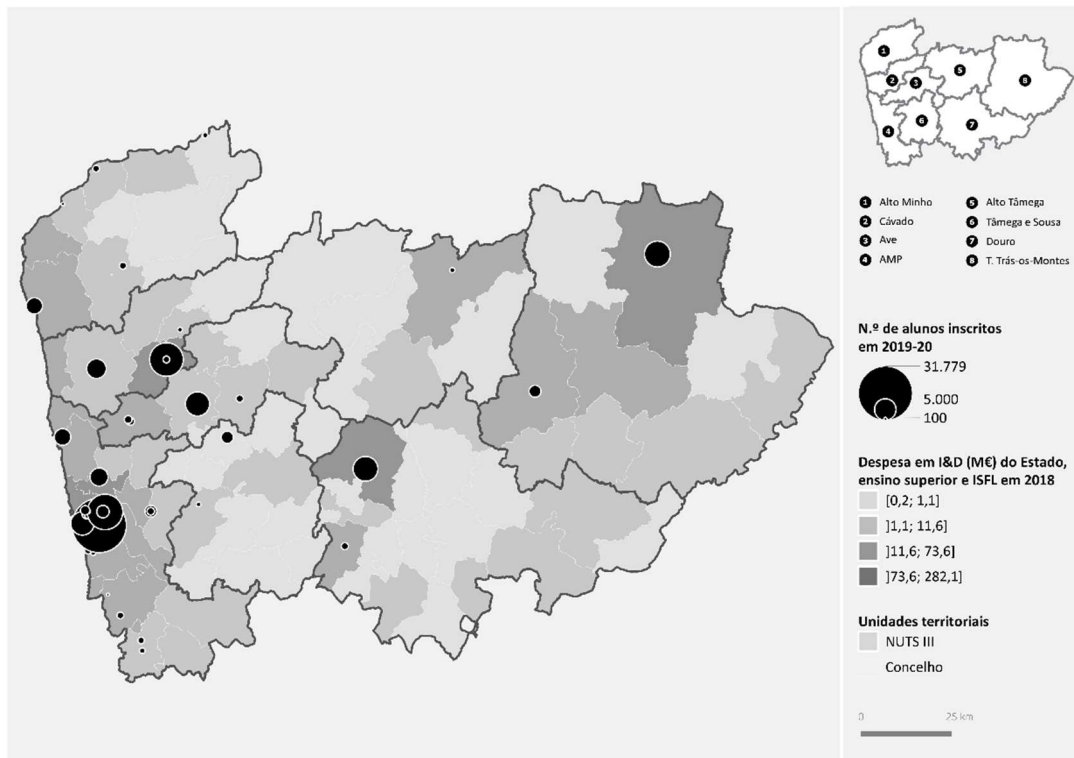 1
2
3
4
5
6
7
8
1 Alto Minho
2 Cávado
3 Ave
4 AMP
5 Alto Tâmega
6 Tâmega e Sousa
7 Douro
8 T. Trás-os-Montes
N.º de alunos inscritos
em 2019-20
31.779
5.000
100
Despesa em I&D (M€) do Estado,
ensino superior e ISFL em 2018
[0,2; 1,1]
]1,1; 11,6]
]11,6; 73,6]
]73,6; 282,1]
Unidades territoriais
NUTS III
Concelho
0 25 km